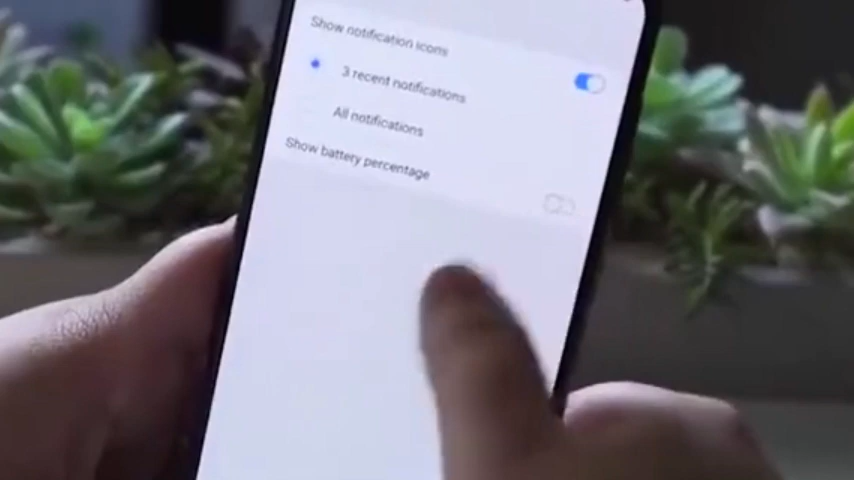 Show notification icons
3 recent notifications
All notifications
Show battery percentage